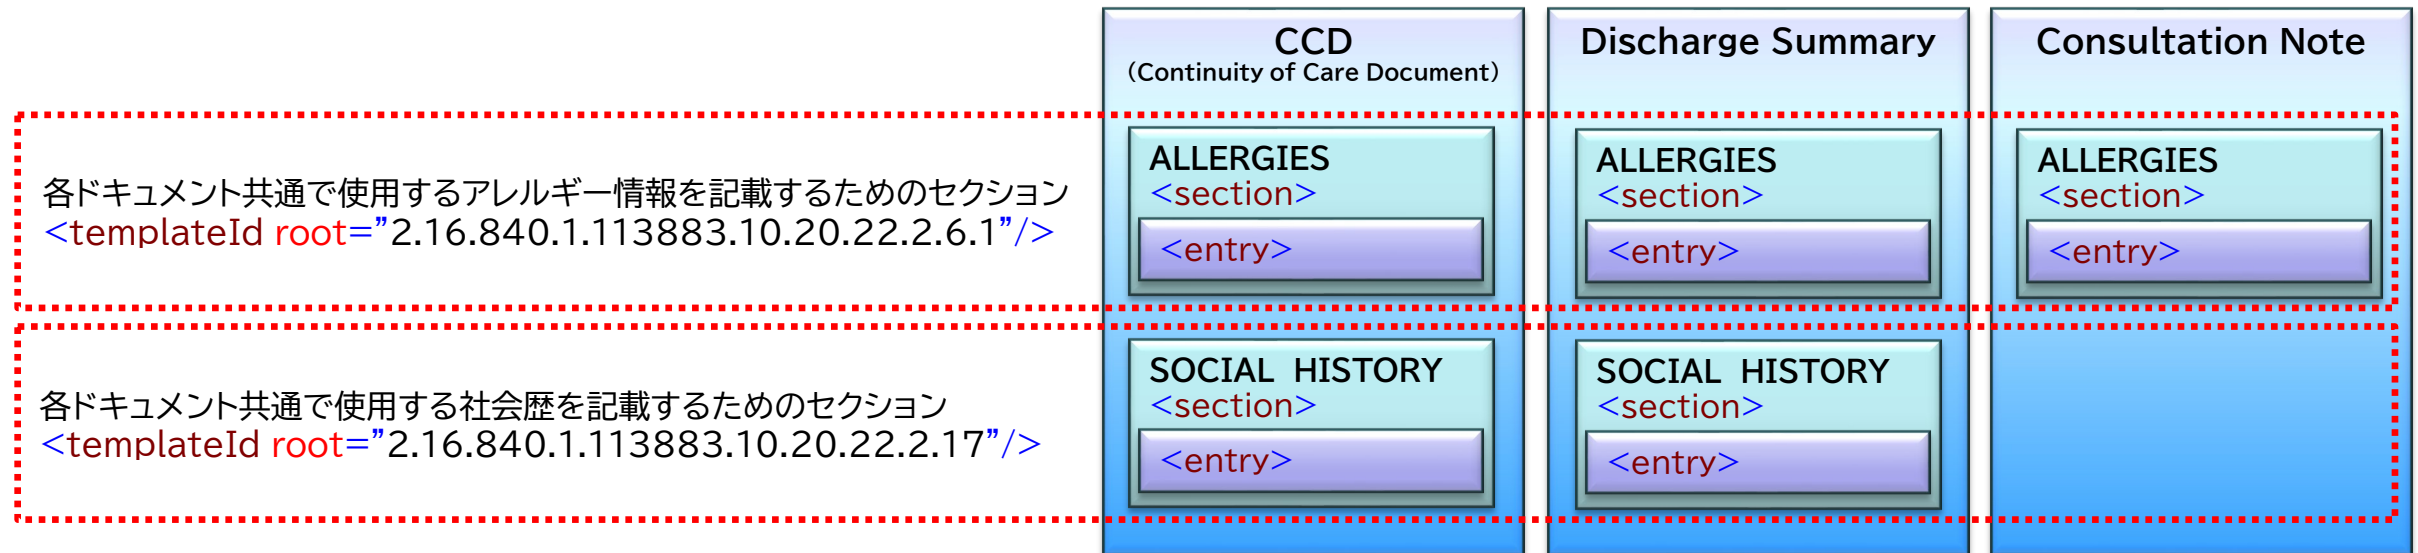 CCD
(Continuity of Care Document)
Discharge Summary
Consultation Note
各ドキュメント共通で使用するアレルギー情報を記載するためのセクション
<templateId root=”2.16.840.1.113883.10.20.22.2.6.1”/>
ALLERGIES
<section>
<entry>
ALLERGIES
<section>
<entry>
ALLERGIES
<section>
<entry>
各ドキュメント共通で使用する社会歴を記載するためのセクション
<templateId root=”2.16.840.1.113883.10.20.22.2.17”/>
SOCIAL HISTORY
<section>
<entry>
SOCIAL HISTORY
<section>
<entry>